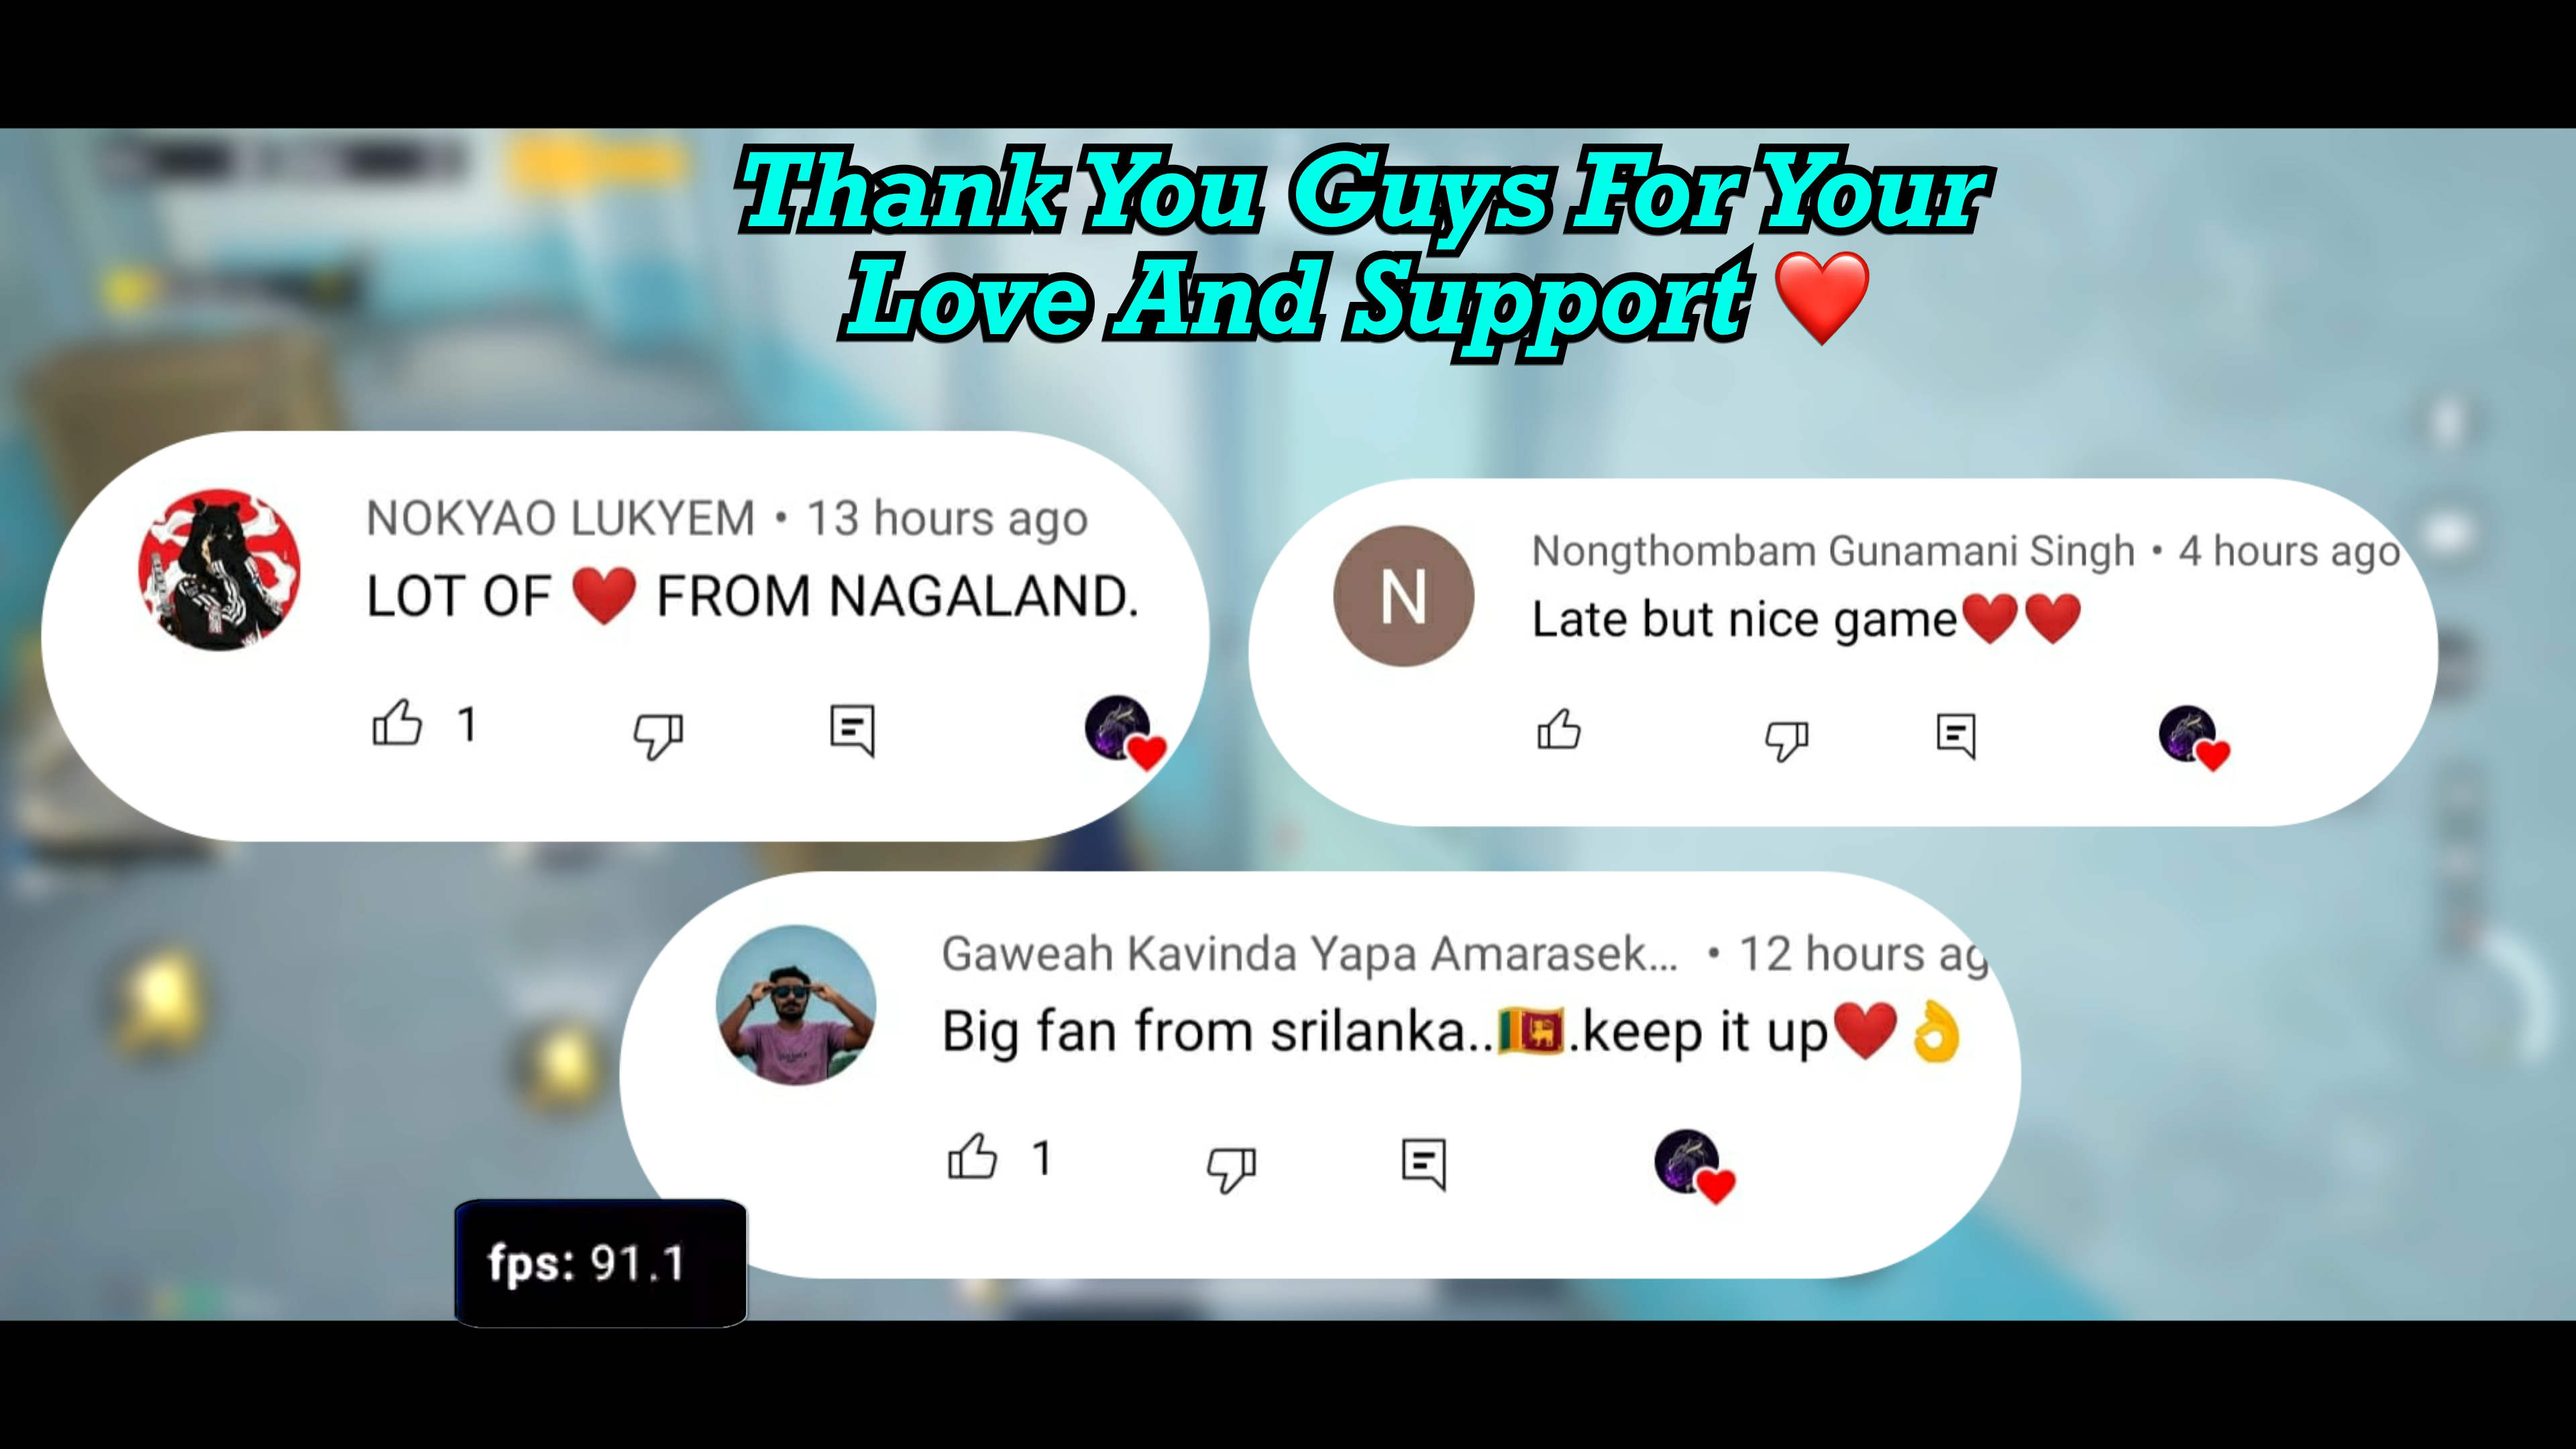 Thank You Guys For Your
Love And Support ❤️
NOKYAO LUKYEM • 13 hours ago
LOT OF ❤️ FROM NAGALAND.
1
N
Nongthombam Gunamani Singh • 4 hours ago
Late but nice game❤️❤️
Gaweah Kavinda Yapa Amarasek... • 12 hours ag
Big fan from srilanka..🇱🇰.keep it up❤️👌
1
fps: 91.1